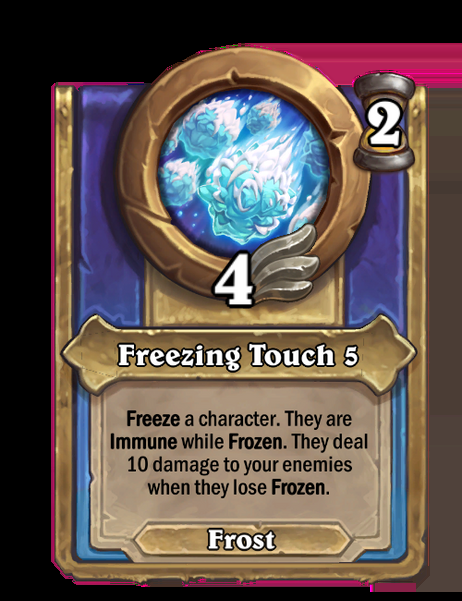 2
4
Freezing Touch 5
Freeze a character. They are
Immune while Frozen. They deal
10 damage to your enemies
when they lose Frozen.
Frost